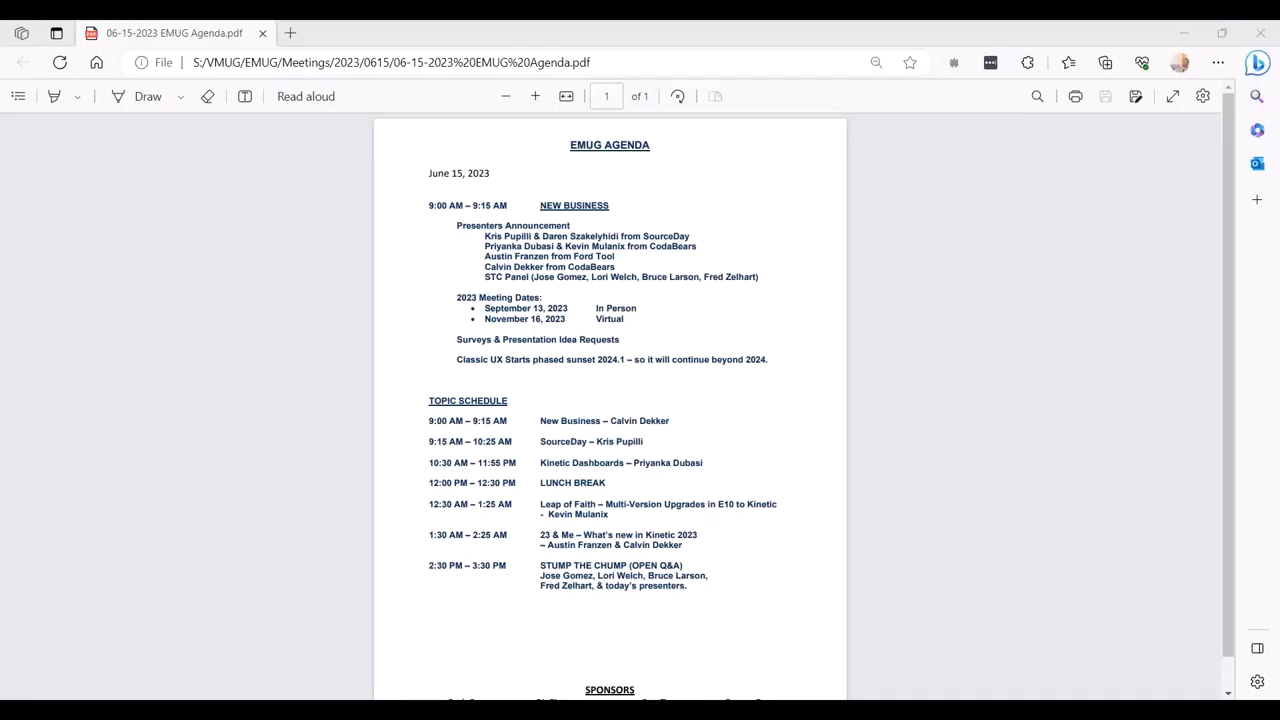 06-15-2023 EMUG Agenda.pdf
File | S:/VMUG/EMUG/Meetings/2023/0615/06-15-2023%20EMUG%20Agenda.pdf
Draw
Read aloud
1 of 1
EMUG AGENDA
June 15, 2023
9:00 AM – 9:15 AM NEW BUSINESS
Presenters Announcement
Kris Pupilli & Daren Szakelyhidi from SourceDay
Priyanka Dubasi & Kevin Mulanix from CodaBears
Austin Franzen from Ford Tool
Calvin Dekker from CodaBears
STC Panel (Jose Gomez, Lori Welch, Bruce Larson, Fred Zelhart)
2023 Meeting Dates:
• September 13, 2023 In Person
• November 16, 2023 Virtual
Surveys & Presentation Idea Requests
Classic UX Starts phased sunset 2024.1 – so it will continue beyond 2024.
TOPIC SCHEDULE
9:00 AM – 9:15 AM New Business – Calvin Dekker
9:15 AM – 10:25 AM SourceDay – Kris Pupilli
10:30 AM – 11:55 PM Kinetic Dashboards – Priyanka Dubasi
12:00 PM – 12:30 PM LUNCH BREAK
12:30 AM – 1:25 AM Leap of Faith – Multi-Version Upgrades in E10 to Kinetic
- Kevin Mulanix
1:30 AM – 2:25 AM 23 & Me – What's new in Kinetic 2023
– Austin Franzen & Calvin Dekker
2:30 PM – 3:30 PM STUMP THE CHUMP (OPEN Q&A)
Jose Gomez, Lori Welch, Bruce Larson,
Fred Zelhart, & today's presenters.
SPONSORS